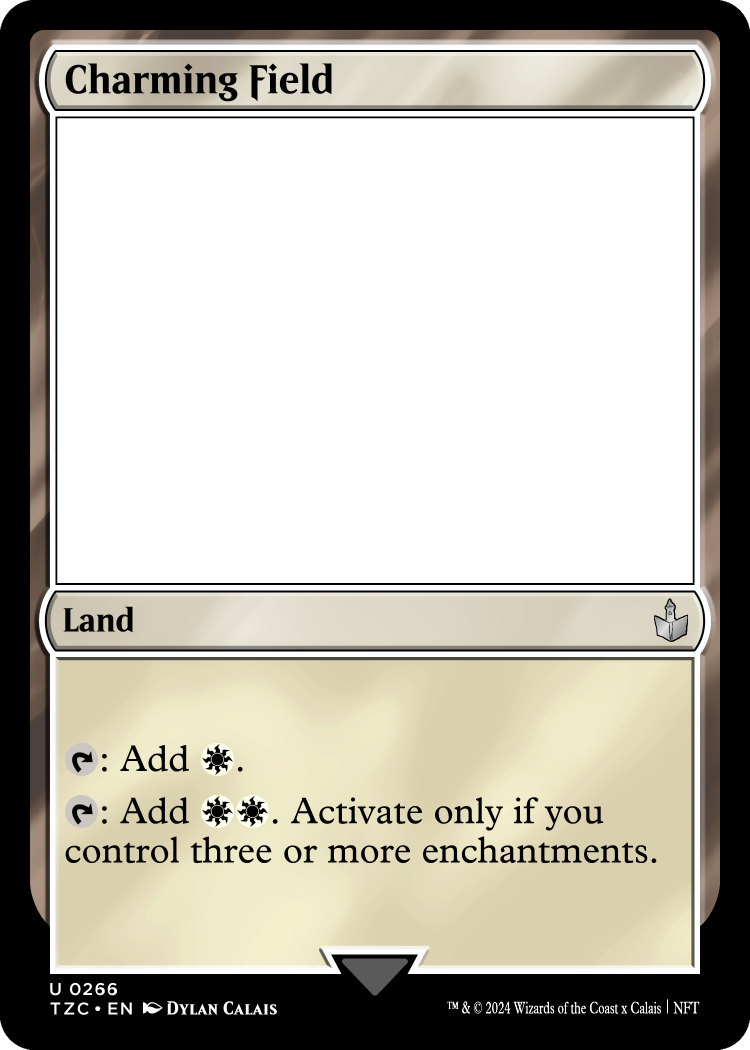 Charming Field
Land
: Add .
: Add . Activate only if you
control three or more enchantments.
U 0266
TZC • EN DYLAN CALAIS
™ & © 2024 Wizards of the Coast x Calais | NFT